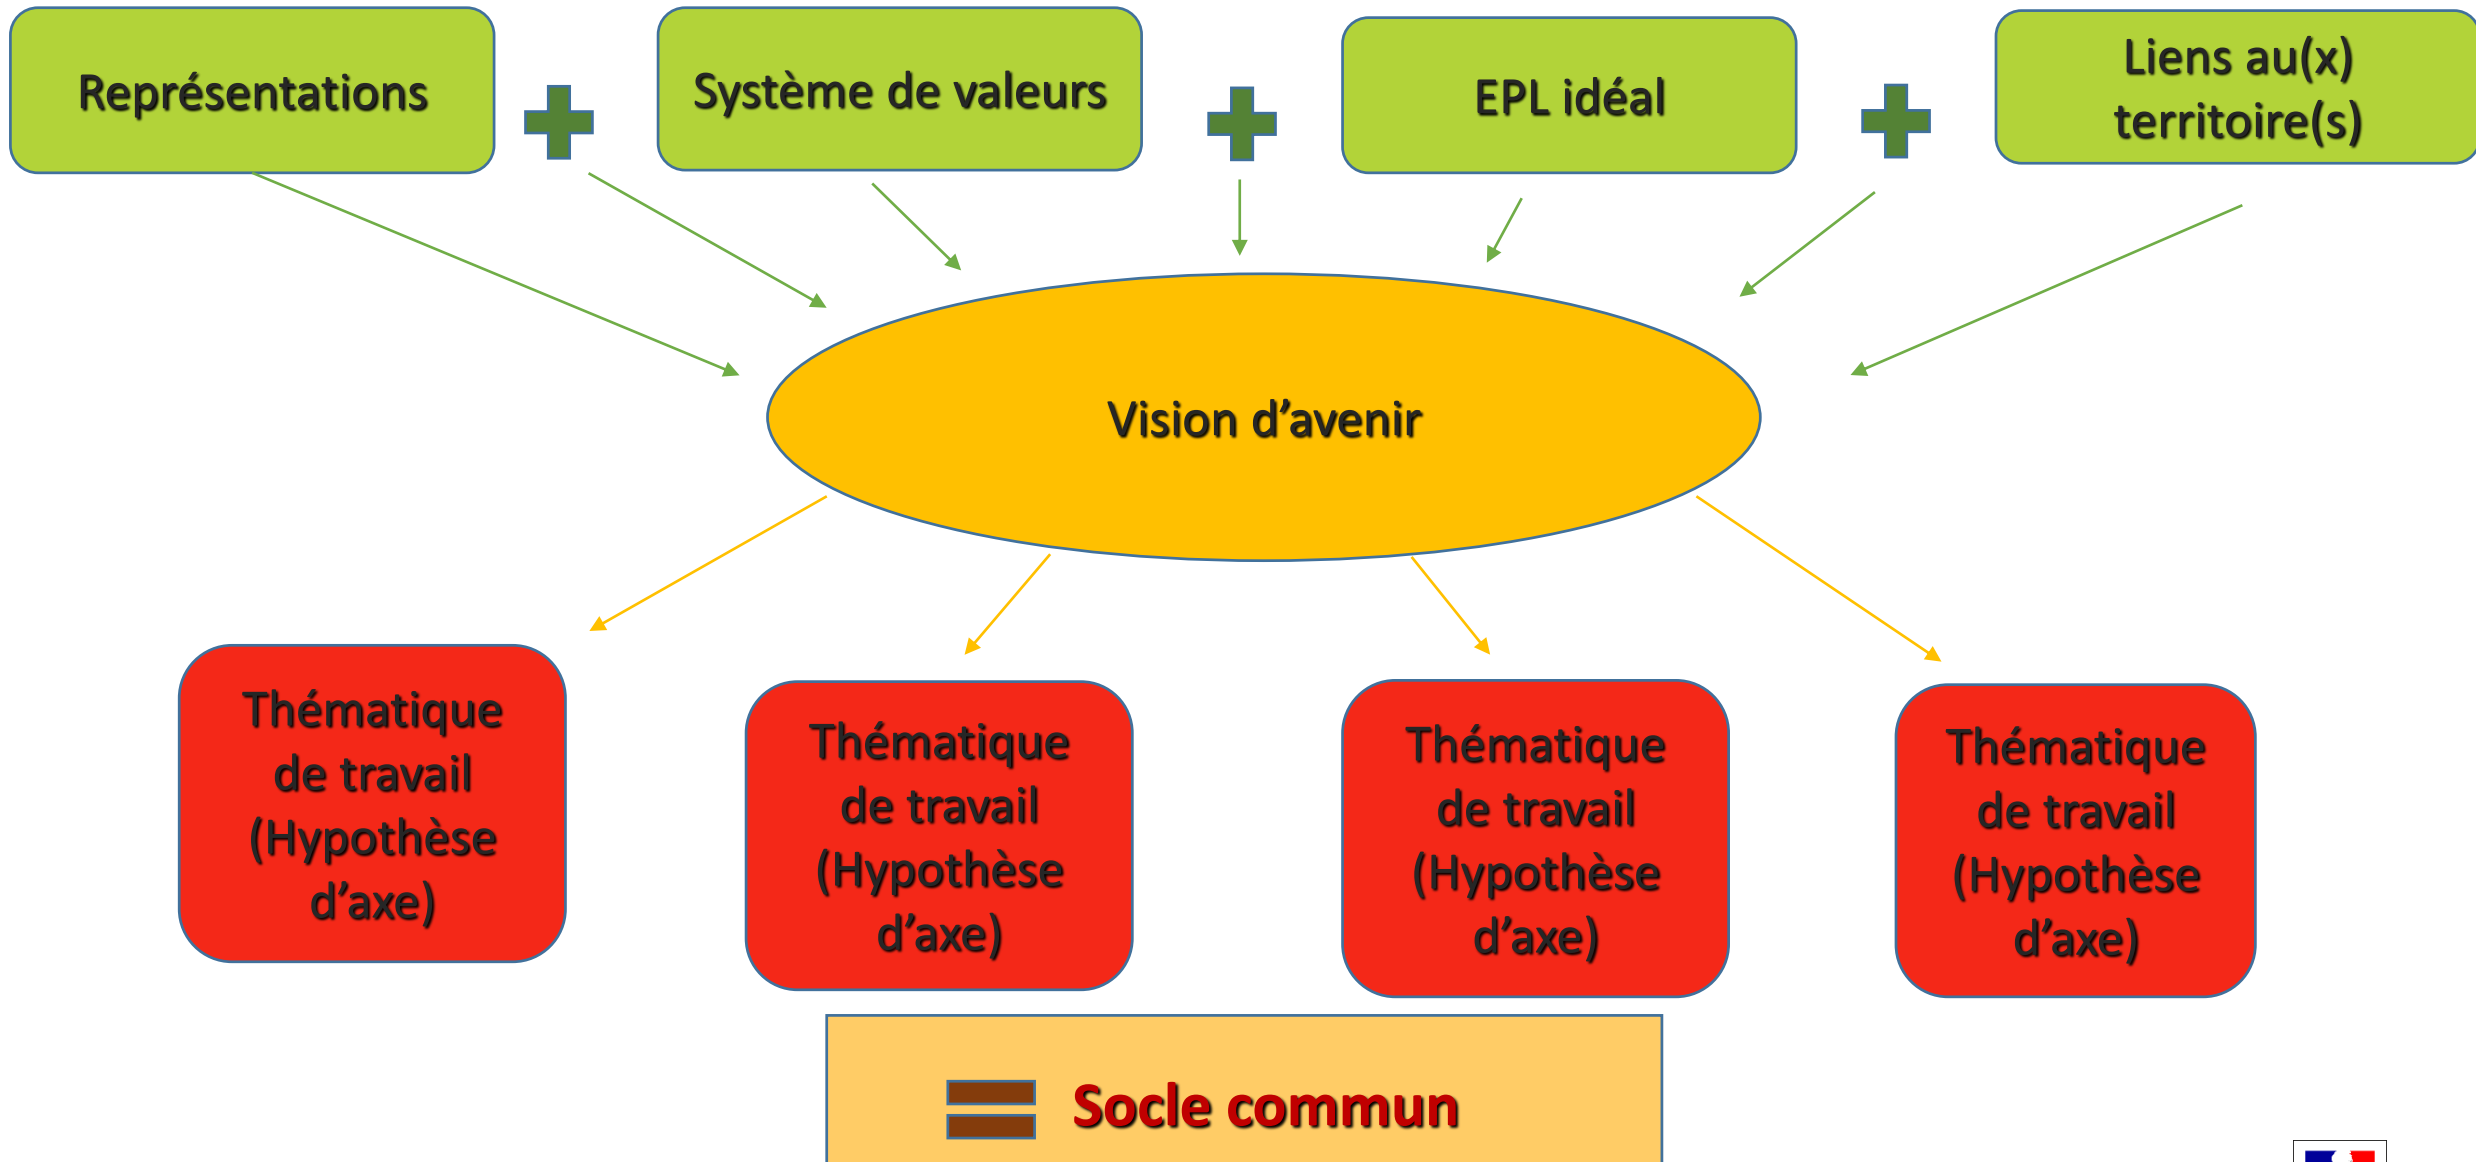 Représentations
Système de valeurs
EPL idéal
Liens au(x)
territoire(s)
Vision d’avenir
Thématique
de travail
(Hypothèse
d’axe)
Thématique
de travail
(Hypothèse
d’axe)
Thématique
de travail
(Hypothèse
d’axe)
Thématique
de travail
(Hypothèse
d’axe)
Socle commun